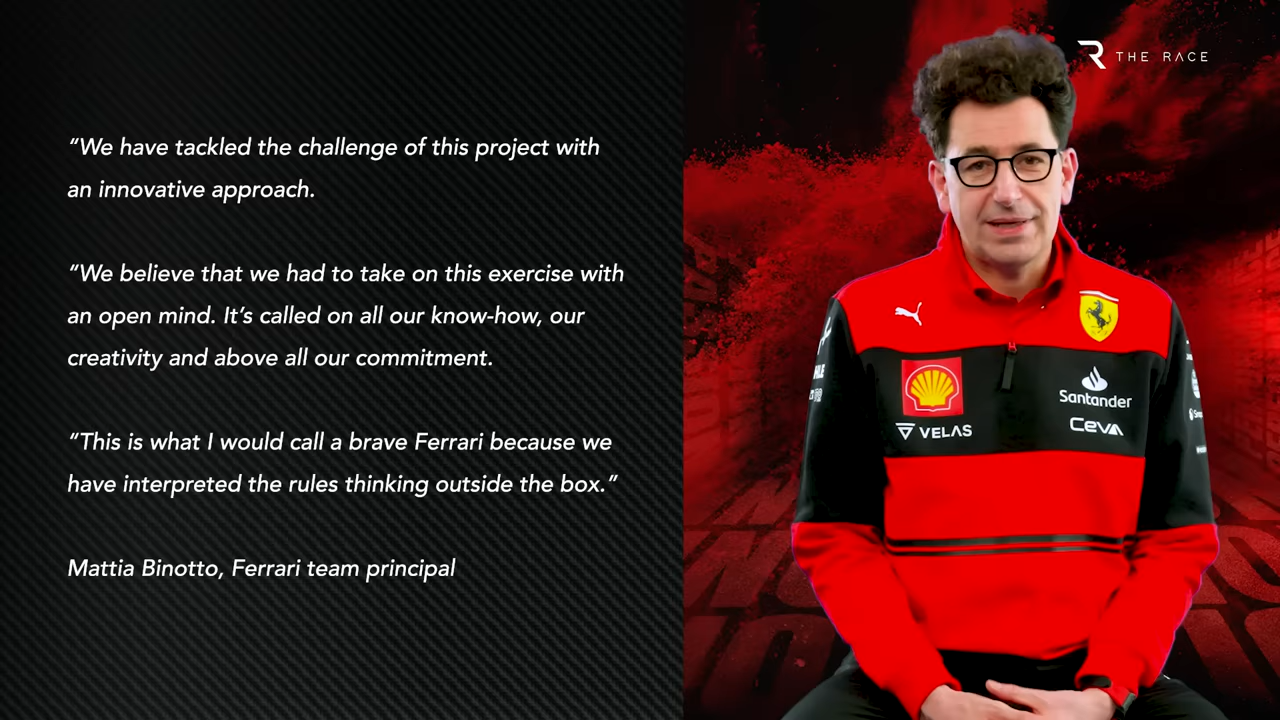 THE RACE
“We have tackled the challenge of this project with
an innovative approach.
“We believe that we had to take on this exercise with
an open mind. It’s called on all our know-how, our
creativity and above all our commitment.
“This is what I would call a brave Ferrari because we
have interpreted the rules thinking outside the box.”
Mattia Binotto, Ferrari team principal
Santander
VELAS
CEVA